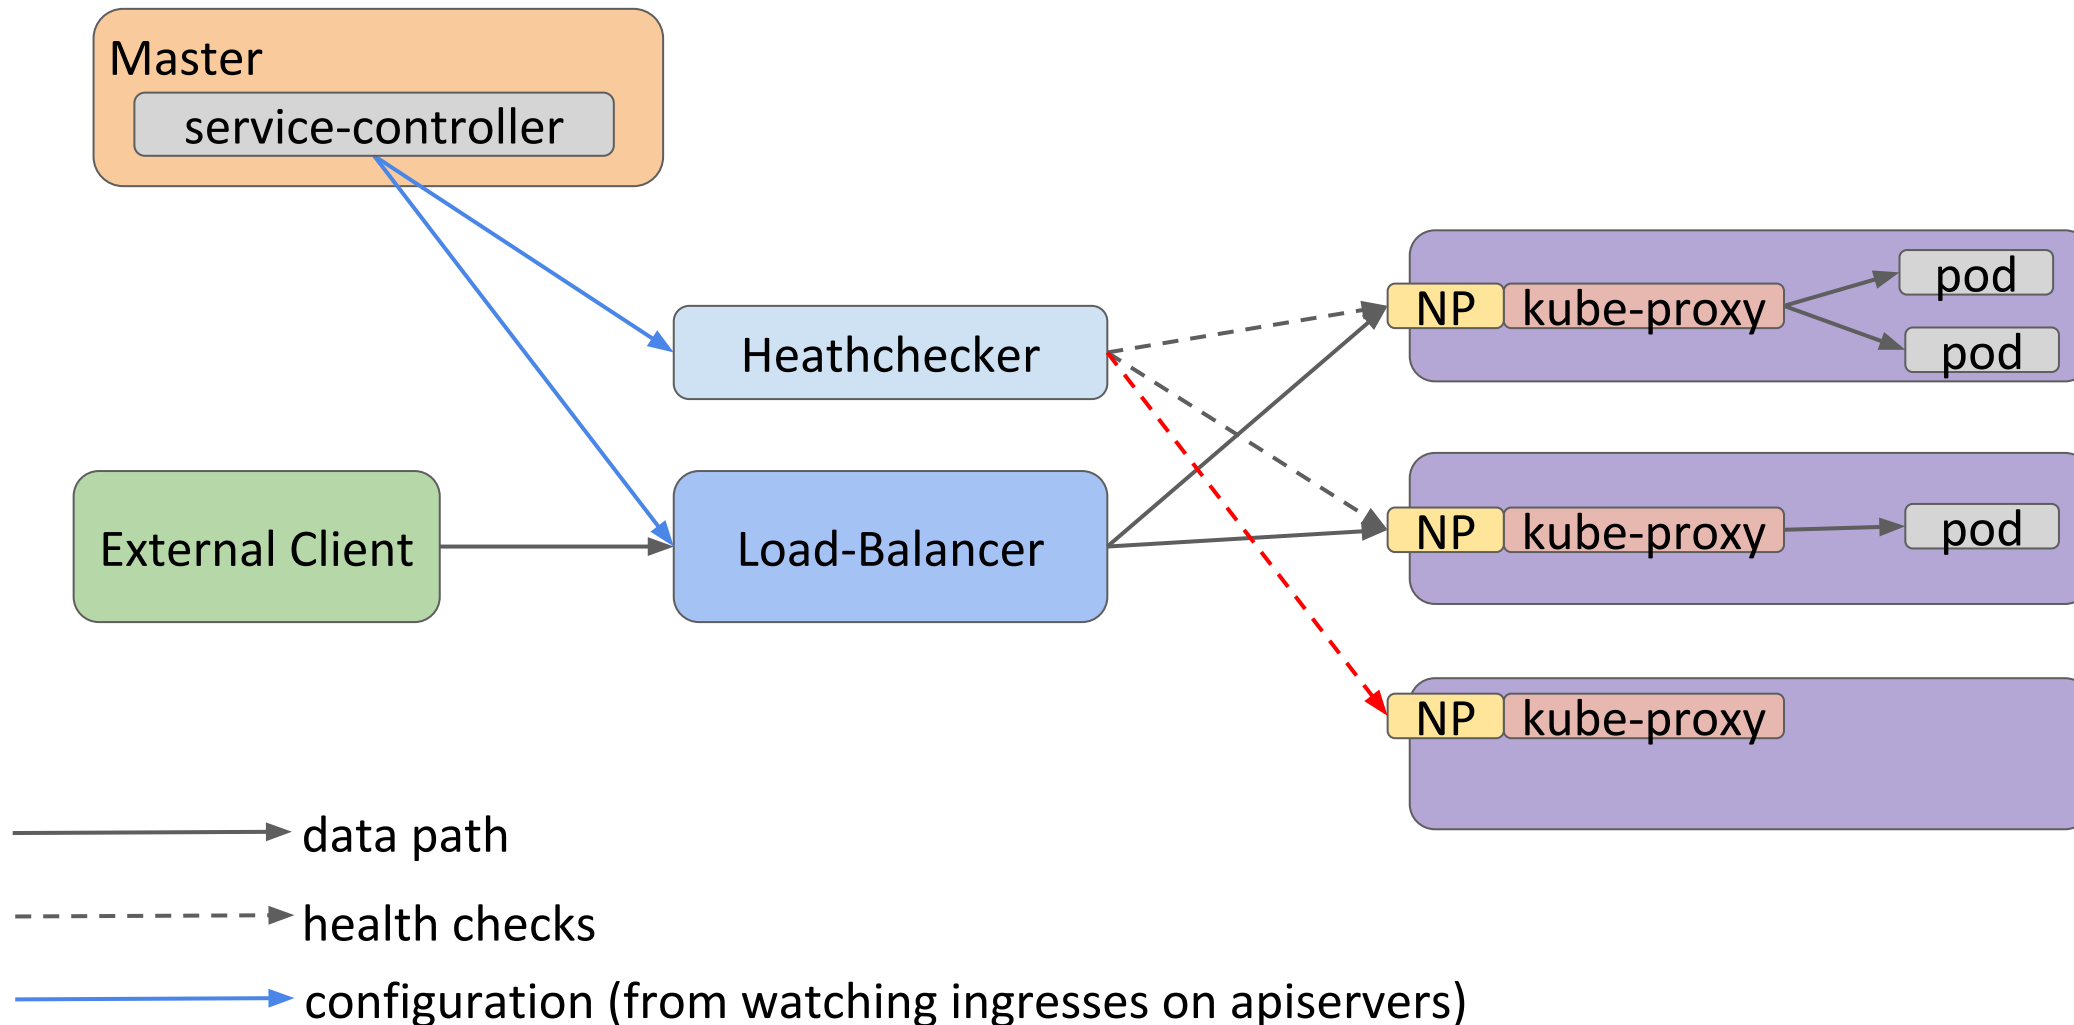 Master
service-controller
Heathchecker
External Client
Load-Balancer
NP
kube-proxy
pod
pod
NP
kube-proxy
pod
NP
kube-proxy
data path
health checks
configuration (from watching ingresses on apiservers)